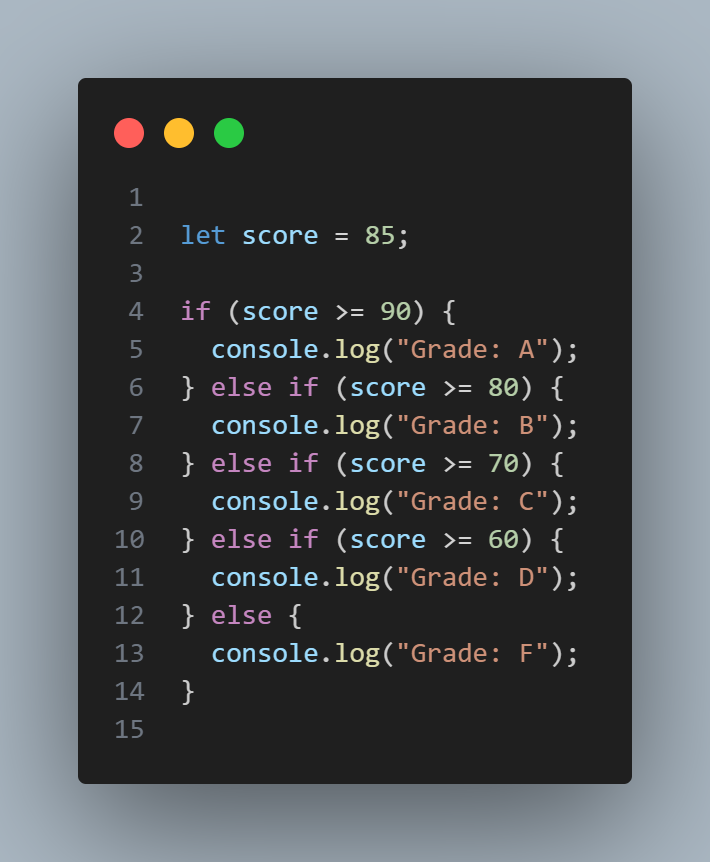 1
2 let score = 85;
3
4 if (score >= 90) {
5   console.log("Grade: A");
6 } else if (score >= 80) {
7   console.log("Grade: B");
8 } else if (score >= 70) {
9   console.log("Grade: C");
10 } else if (score >= 60) {
11   console.log("Grade: D");
12 } else {
13   console.log("Grade: F");
14 }
15